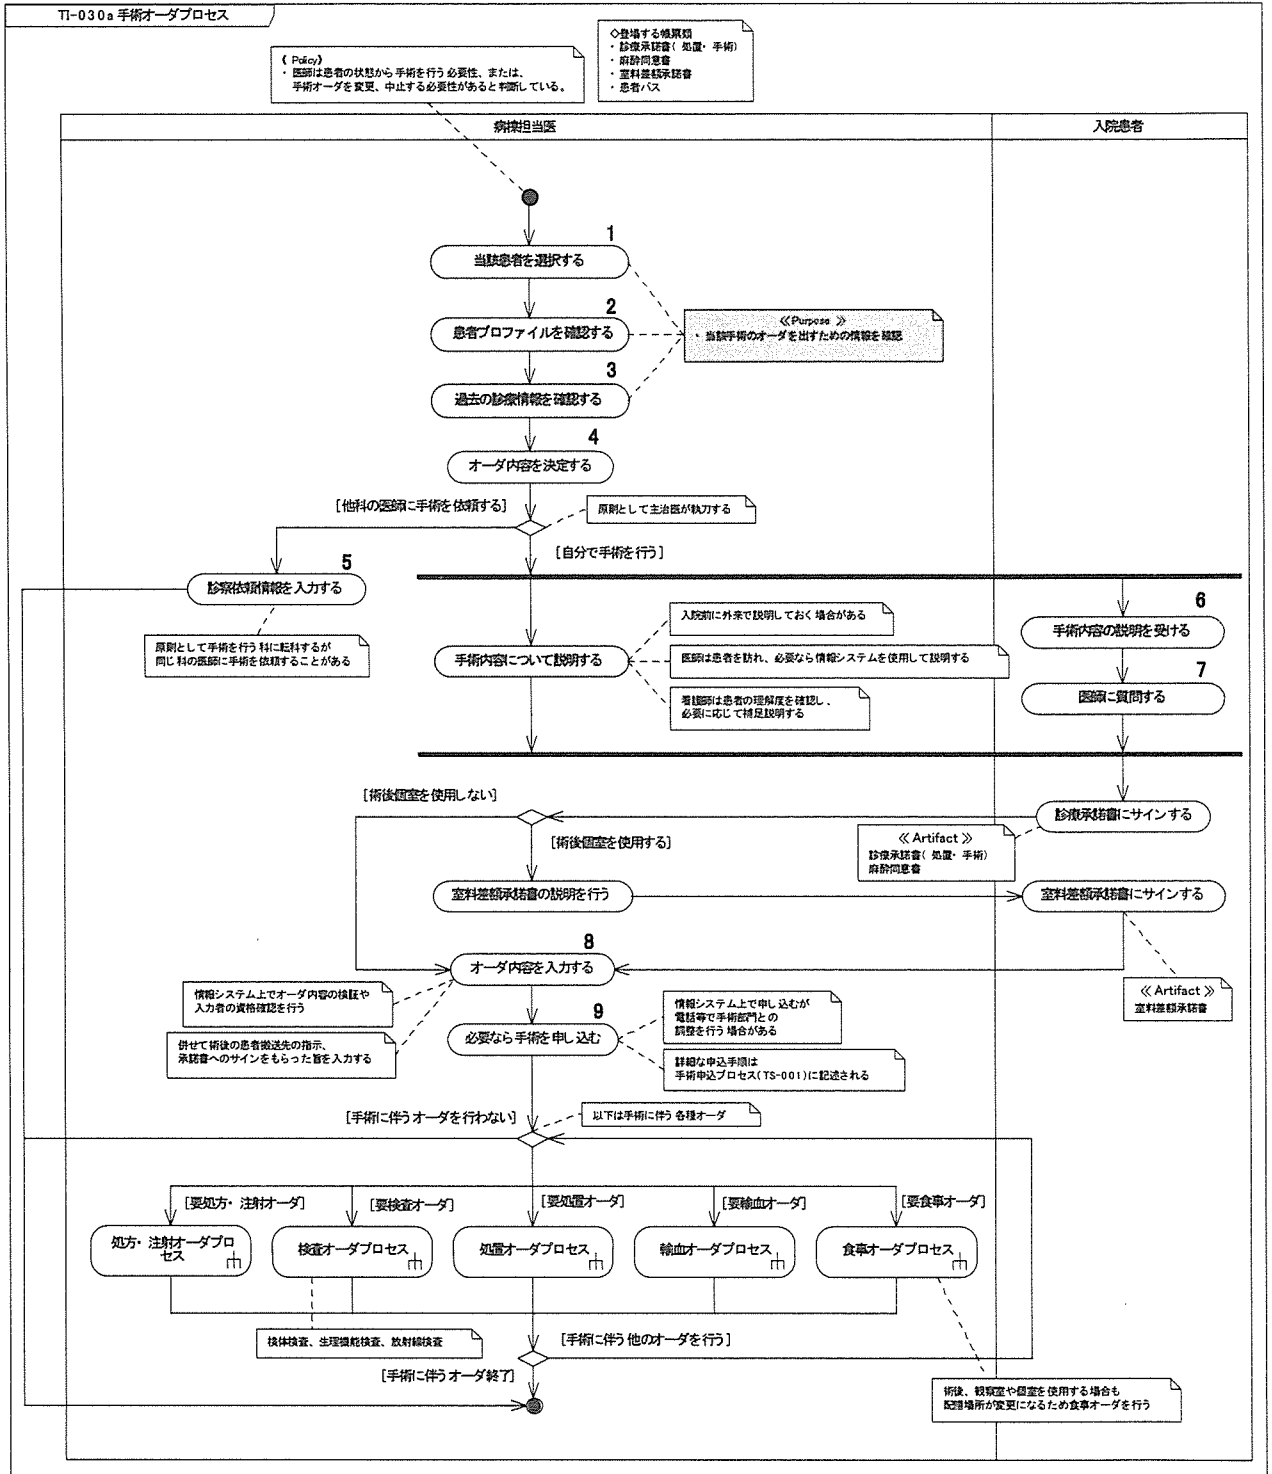 TI-030a 手術オーダプロセス
◇登場する帳票類
・ 診療承諾書( 処置・ 手術)
・ 麻酔同意書
・ 室料差額承諾書
・ 患者パス
《 Policy》
・ 医師は患者の状態から手術を行う必要性、または、
手術オーダを変更、中止する必要性があると判断している。
病棟担当医
入院患者
1
当該患者を選択する
2
患者プロファイルを確認する
≪Purpose ≫
・ 当該手術のオーダを出すための情報を確認
3
過去の診療情報を確認する
4
オーダ内容を決定する
[他科の医師に手術を依頼する]
原則として主治医が執刀する
[自分で手術を行う]
5
診察依頼情報を入力する
原則として手術を行う科に転科するが
同じ科の医師に手術を依頼することがある
6
手術内容の説明を受ける
入院前に外来で説明しておく場合がある
手術内容について説明する
医師は患者を訪れ、必要なら情報システムを使用して説明する
7
医師に質問する
看護師は患者の理解度を確認し、
必要に応じて補足説明する
[術後個室を使用しない]
診療承諾書にサインする
[術後個室を使用する]
≪ Artifact ≫
診療承諾書( 処置・ 手術)
麻酔同意書
室料差額承諾書の説明を行う
室料差額承諾書にサインする
8
オーダ内容を入力する
情報システム上でオーダ内容の検証や
入力者の資格確認を行う
≪ Artifact ≫
室料差額承諾書
9
必要なら手術を申し込む
情報システム上で申し込むが
電話等で手術部門との
調整を行う場合がある
併せて術後の患者搬送先の指示、
承諾書へのサインをもらった旨を入力する
詳細な申込手順は
手術申込プロセス(TS-001)に記述される
[手術に伴うオーダを行わない]
以下は手術に伴う各種オーダ
[要処方・ 注射オーダ]
[要検査オーダ]
[要処置オーダ]
[要輸血オーダ]
[要食事オーダ]
処方・ 注射オーダプロ
セス
検査オーダプロセス
処置オーダプロセス
輸血オーダプロセス
食事オーダプロセス
検体検査、生理機能検査、放射線検査
[手術に伴う他のオーダを行う]
[手術に伴うオーダ終了]
術後、観察室や個室を使用する場合も
配膳場所が変更になるため食事オーダを行う